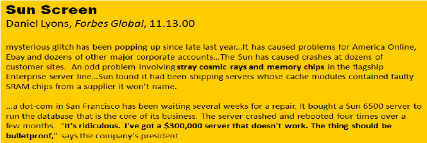 Sun Screen
Daniel Lyons, Forbes Global, 11.13.00
mysterious glitch has been popping up since late last year...It has caused problems for America Online,
Ebay and dozens of other major corporate accounts...The Sun has caused crashes at dozens of
customer sites. An odd problem involving stray cosmic rays and memory chips in the flagship
Enterprise server line...Sun found it had been shipping servers whose cache modules contained faulty
SRAM chips from a supplier it won't name.
...a dot-com in San Francisco has been waiting several weeks for a repair. It bought a Sun 6500 server to
run the database that is the core of its business. The server crashed and rebooted four times over a
few months. "It's ridiculous. I've got a $300,000 server that doesn't work. The thing should be
bulletproof," says the company's president.